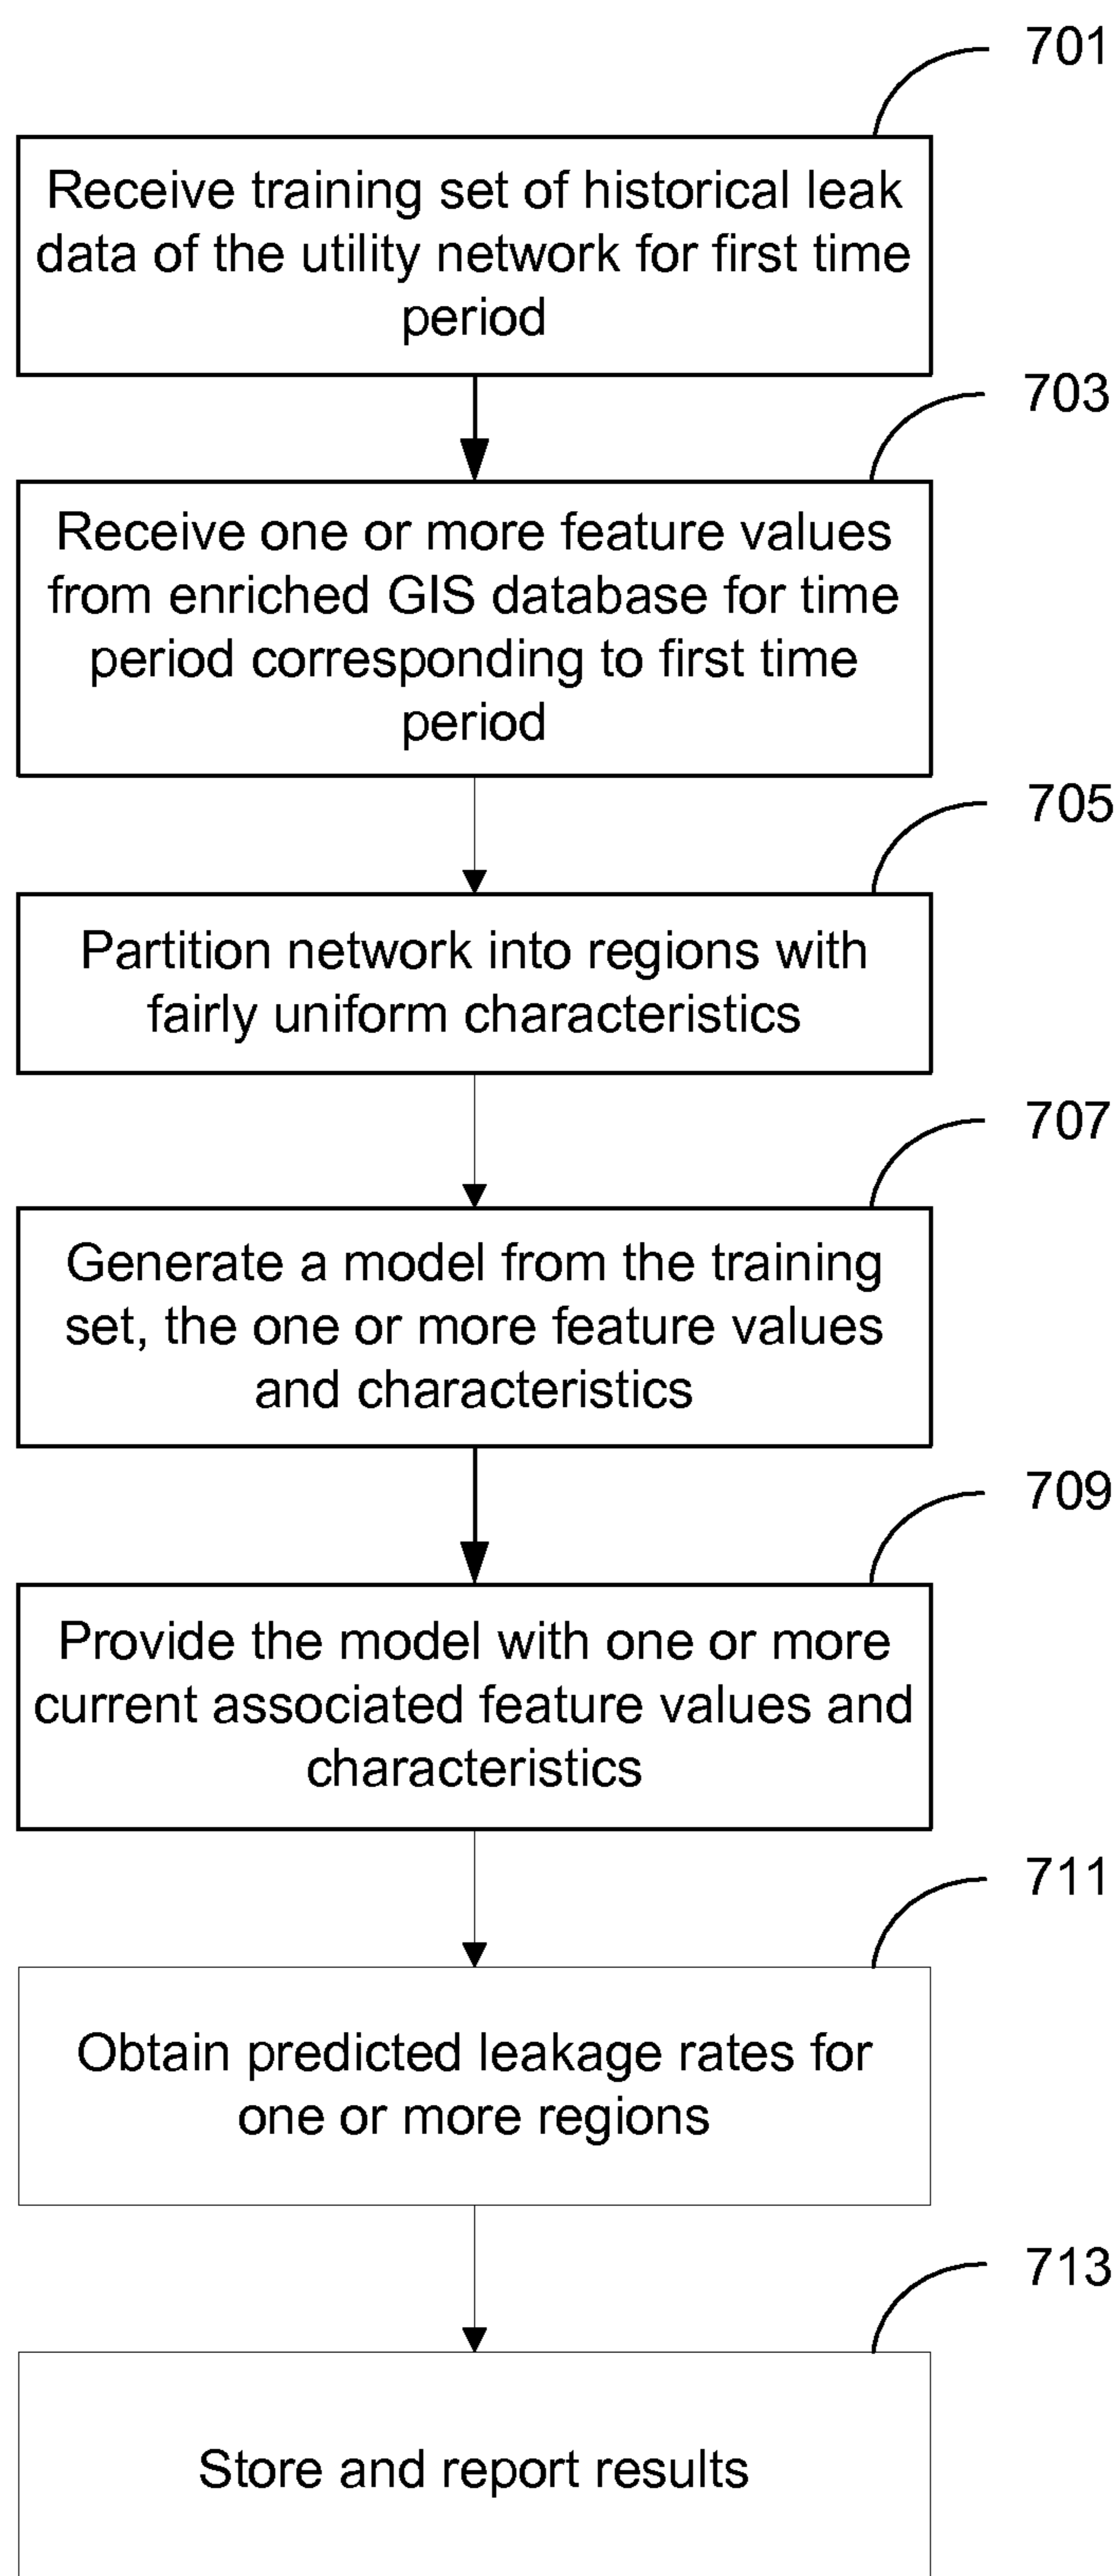 701
Receive training set of historical leak
data of the utility network for first time
period
703
Receive one or more feature values
from enriched GIS database for time
period corresponding to first time
period
705
Partition network into regions with
fairly uniform characteristics
707
Generate a model from the training
set, the one or more feature values
and characteristics
709
Provide the model with one or more
current associated feature values and
characteristics
711
Obtain predicted leakage rates for
one or more regions
713
Store and report results